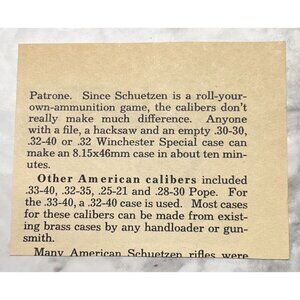 Patrone. Since Schuetzen is a roll-your-
own-ammunition game, the calibers don't
really make much difference. Anyone
with a file, a hacksaw and an empty .30-30,
.32-40 or .32 Winchester Special case can
make an 8.15x46mm case in about ten min-
utes.
Other American calibers included
.33-40, .32-35, .25-21 and .28-30 Pope. For
the .33-40, a .32-40 case is used. Most cases
for these calibers can be made from exist-
ing brass cases by any handloader or gun-
smith.
Many American Schuetzen rifles were